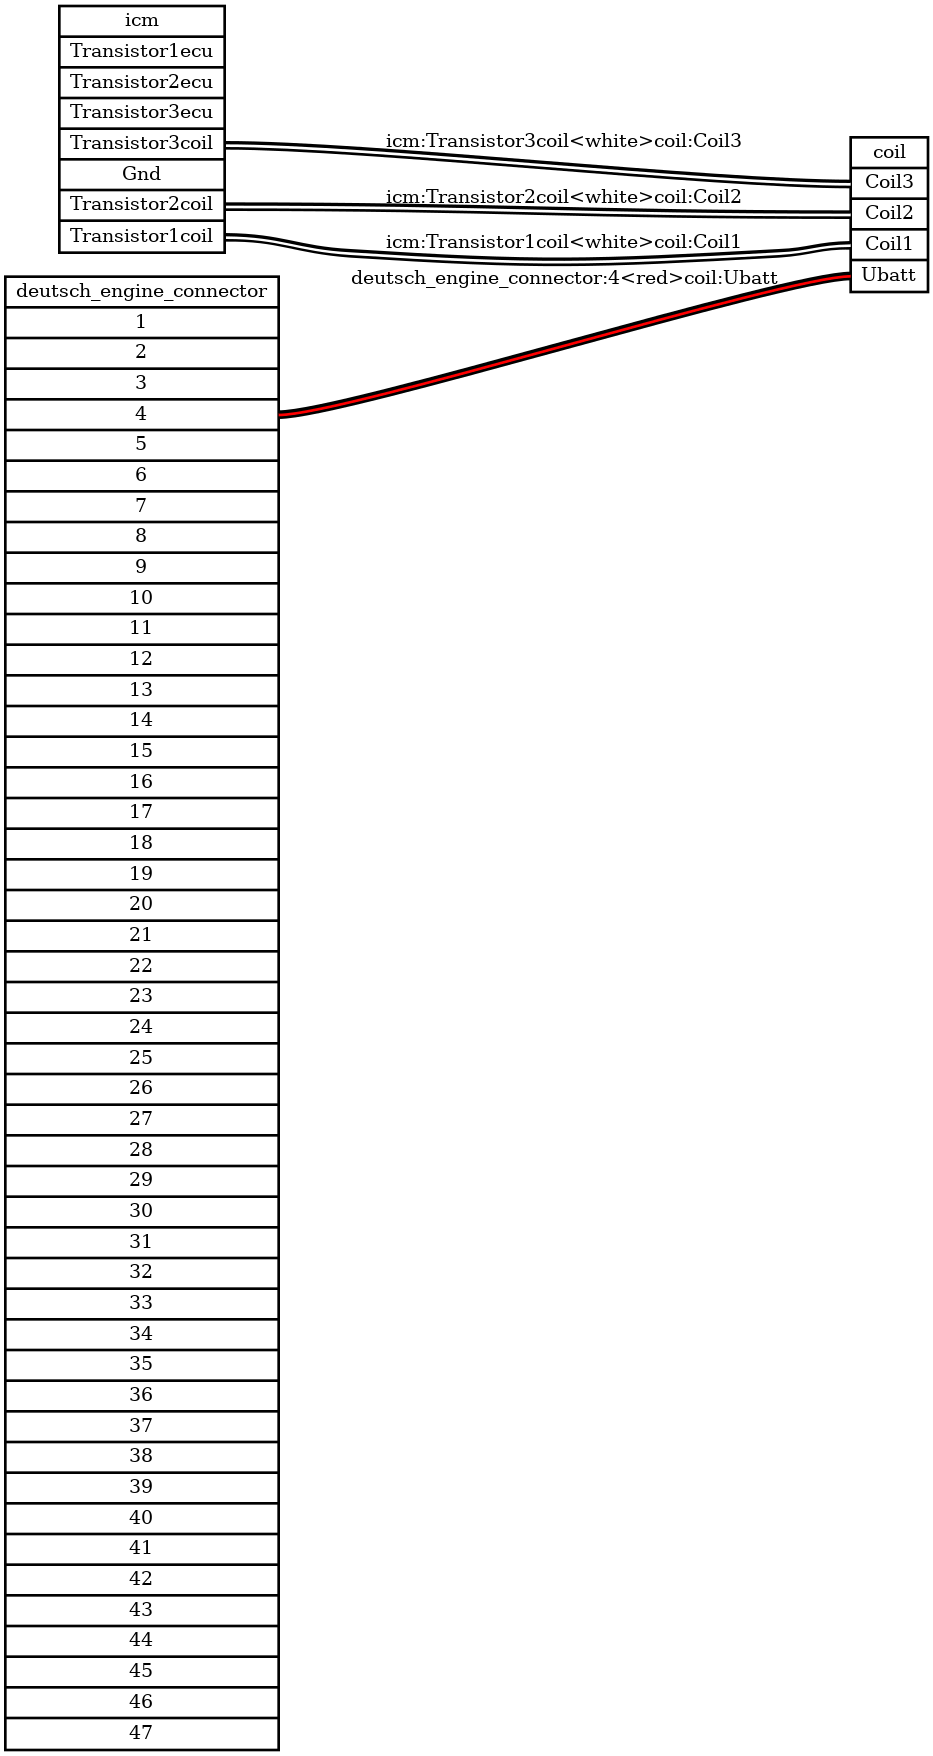 icm
Transistor1ecu
Transistor2ecu
Transistor3ecu
Transistor3coil
Gnd
Transistor2coil
Transistor1coil
icm:Transistor3coil<white>coil:Coil3
icm:Transistor2coil<white>coil:Coil2
icm:Transistor1coil<white>coil:Coil1
deutsch_engine_connector:4<red>coil:Ubatt
coil
Coil3
Coil2
Coil1
Ubatt
deutsch_engine_connector
1
2
3
4
5
6
7
8
9
10
11
12
13
14
15
16
17
18
19
20
21
22
23
24
25
26
27
28
29
30
31
32
33
34
35
36
37
38
39
40
41
42
43
44
45
46
47